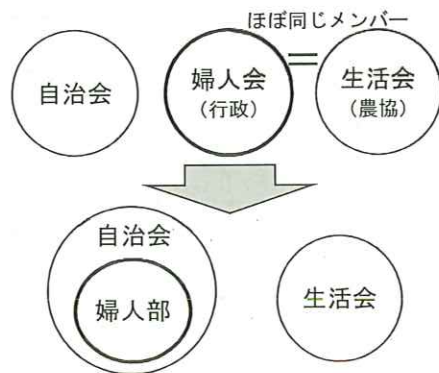 ほぼ同じメンバー
自治会
婦人会
(行政)
=
生活会
(農協)
自治会
婦人部
生活会